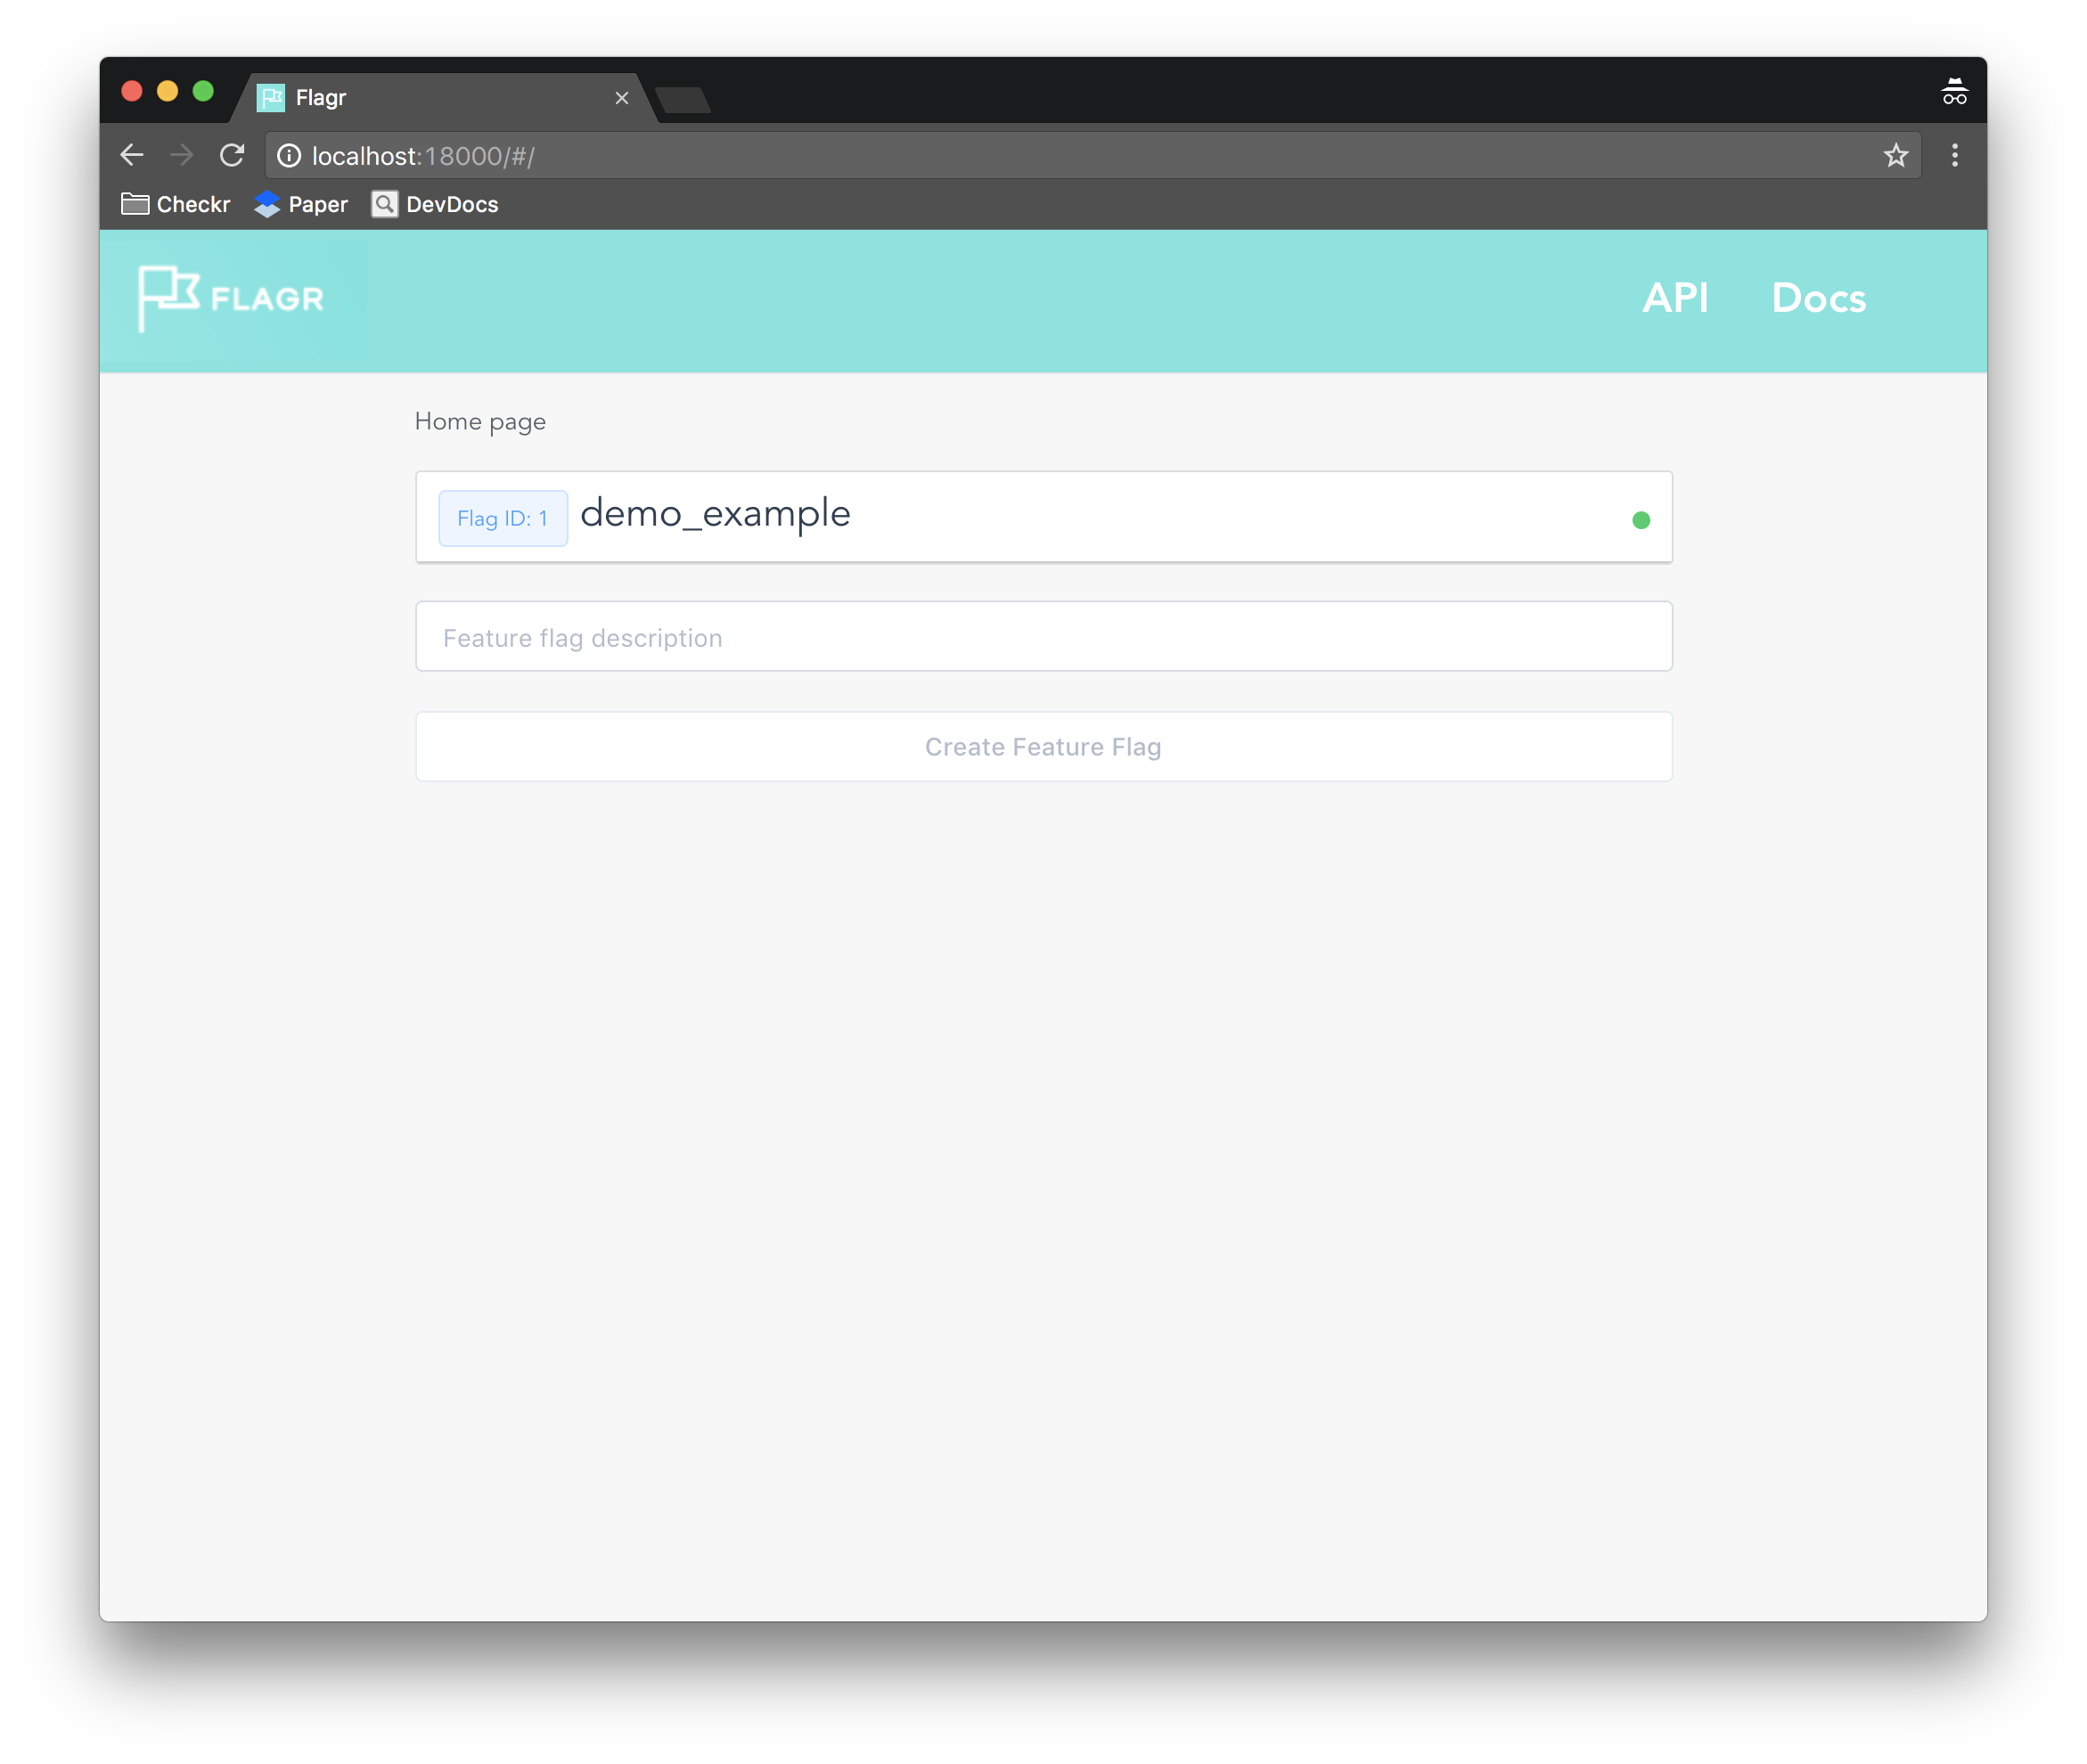 Flagr
localhost:18000/#/
Checkr Paper DevDocs
FLAGR API Docs
Home page
Flag ID: 1 demo_example
Feature flag description
Create Feature Flag